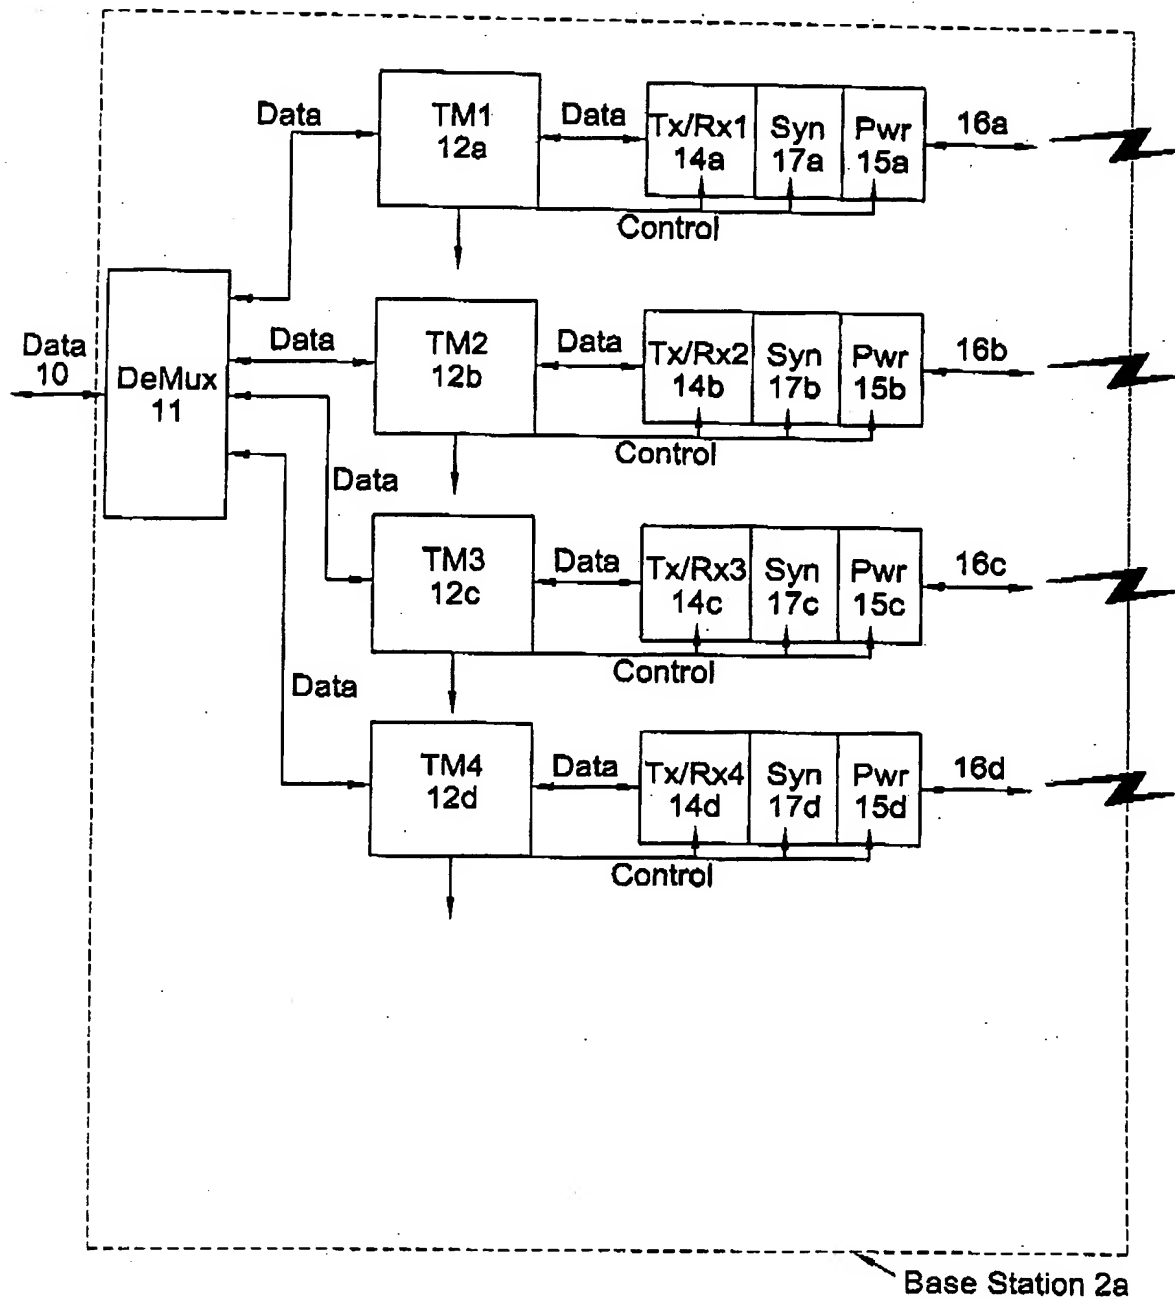 Data
TM1
12a
Data
Tx/Rx1
14a
Syn
17a
Pwr
15a
16a
Control
Data
10
DeMux
11
Data
TM2
12b
Data
Tx/Rx2
14b
Syn
17b
Pwr
15b
16b
Control
Data
TM3
12c
Data
Tx/Rx3
14c
Syn
17c
Pwr
15c
16c
Control
Data
TM4
12d
Data
Tx/Rx4
14d
Syn
17d
Pwr
15d
16d
Control
Base Station 2a